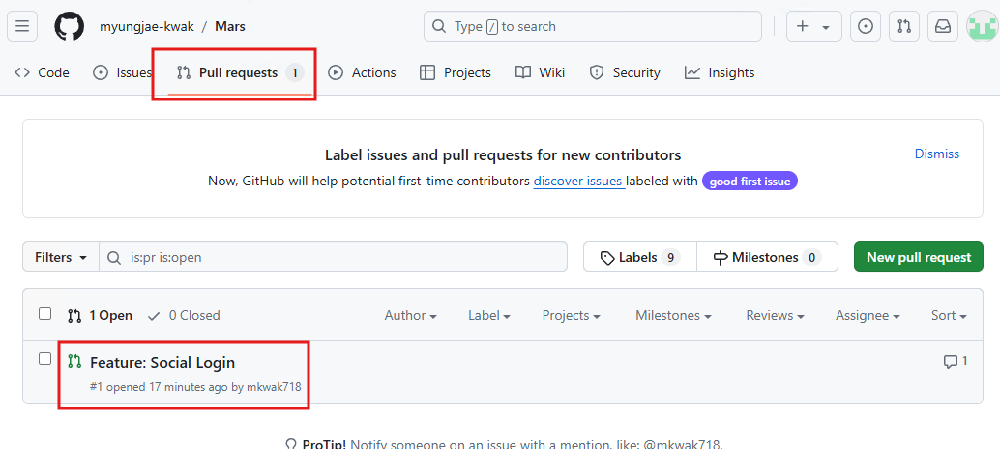 myungjae-kwak / Mars
Type / to search
Code Issues Pull requests 1 Actions Projects Wiki Security Insights
Label issues and pull requests for new contributors
Dismiss
Now, GitHub will help potential first-time contributors discover issues labeled with good first issue
Filters is:pr is:open Labels 9 Milestones 0 New pull request
1 Open 0 Closed Author Label Projects Milestones Reviews Assignee Sort
Feature: Social Login 1
#1 opened 17 minutes ago by mkwak718
ProTip! Notify someone on an issue with a mention, like: @mkwak718.